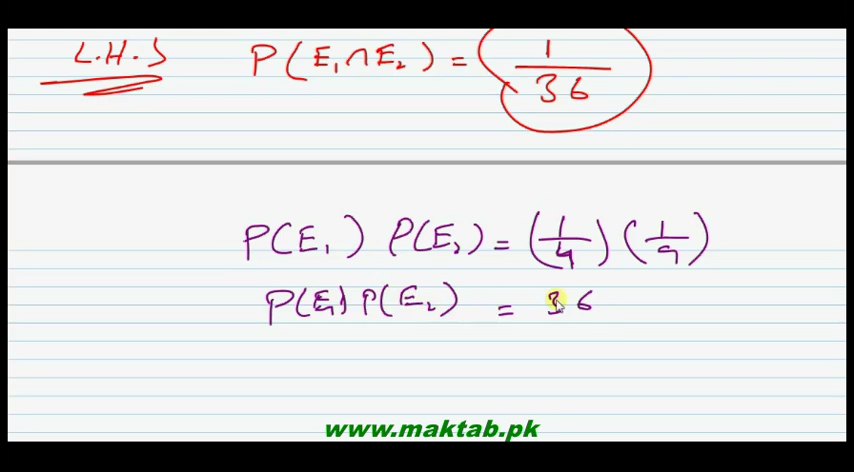 L.H.S P(E₁∩E₂) = 1/36
P(E₁) P(E₂) = (1/4) (1/9)
P(E₁) P(E₂) = 36
www.maktab.pk